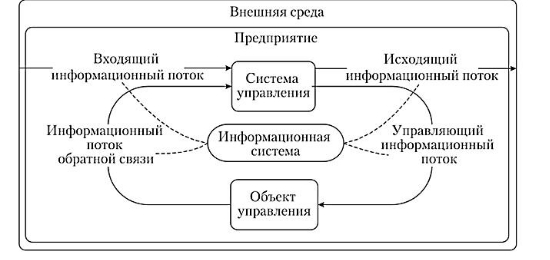 Внешняя среда
Предприятие
Входящий
информационный поток
Исходящий
информационный поток
Система
управления
Информационный
поток
обратной связи
Информационная
система
Управляющий
информационный
поток
Объект
управления